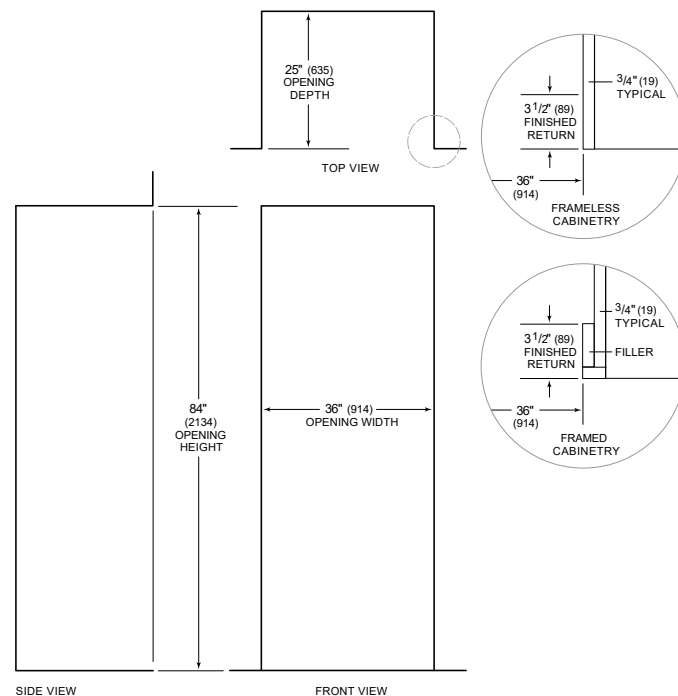 25" (635)
OPENING
DEPTH
TOP VIEW
3/4" (19)
TYPICAL
3 1/2" (89)
FINISHED
RETURN
36"
(914)
FRAMELESS
CABINETRY
3/4" (19)
TYPICAL
3 1/2" (89)
FINISHED
RETURN
FILLER
36"
(914)
FRAMED
CABINETRY
84"
(2134)
OPENING
HEIGHT
36" (914)
OPENING WIDTH
SIDE VIEW
FRONT VIEW